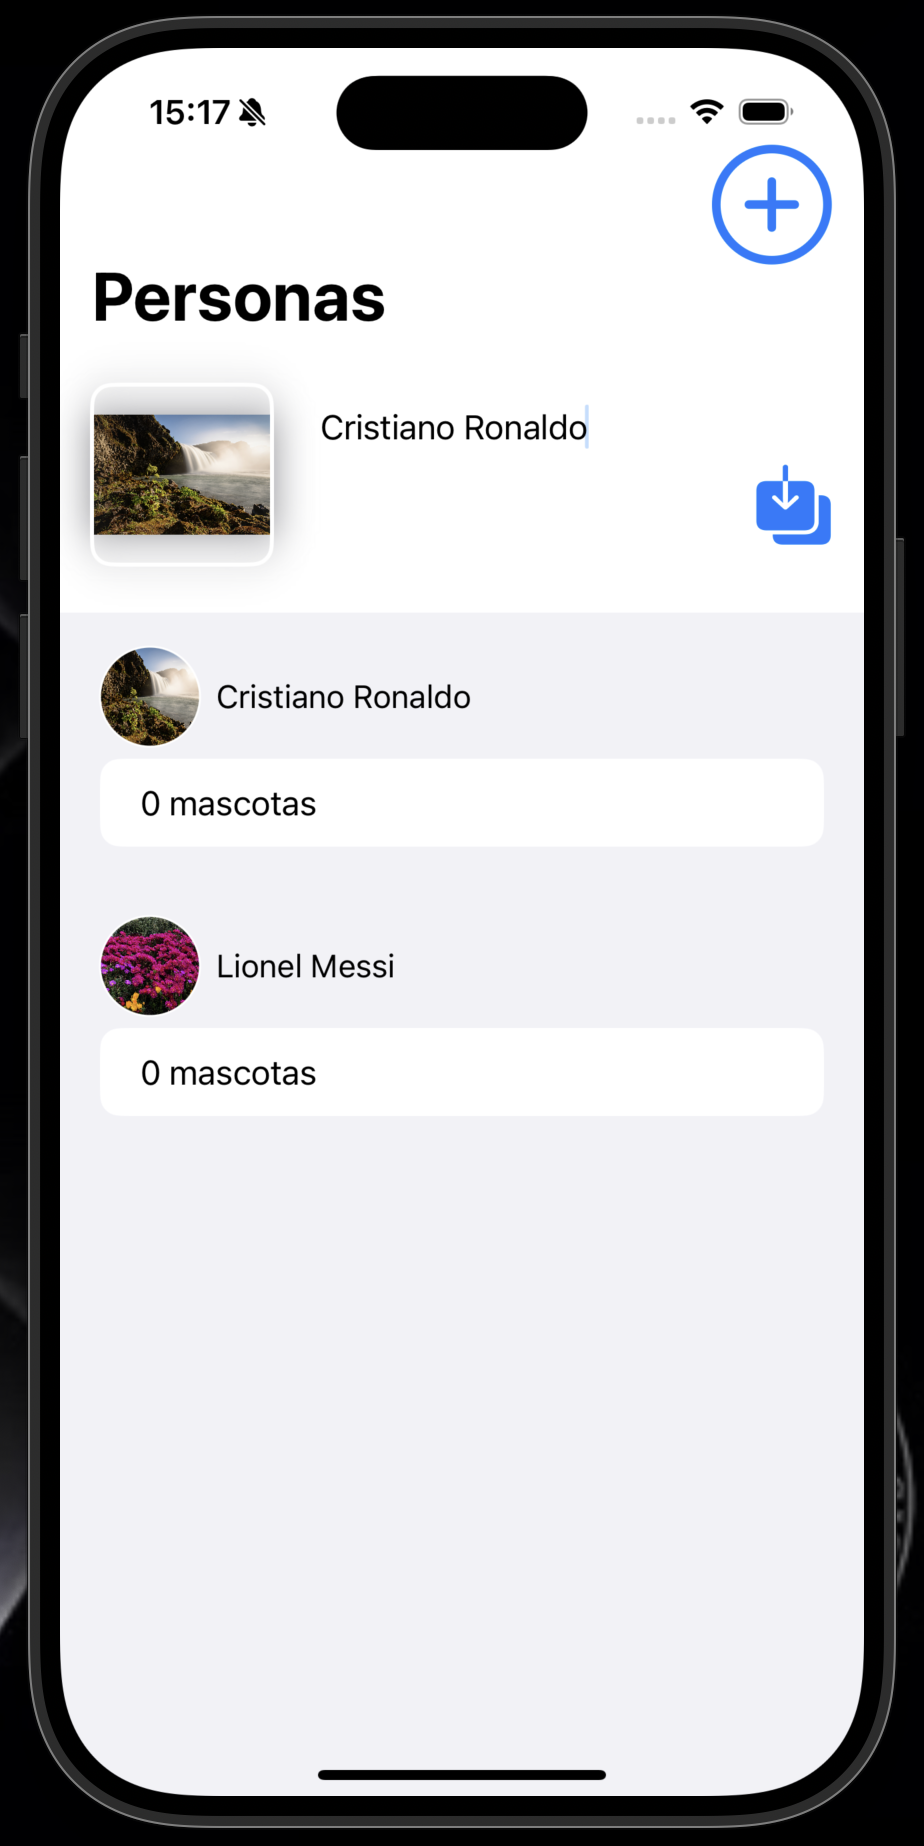 15:17
Personas
Cristiano Ronaldo
Cristiano Ronaldo
0 mascotas
Lionel Messi
0 mascotas